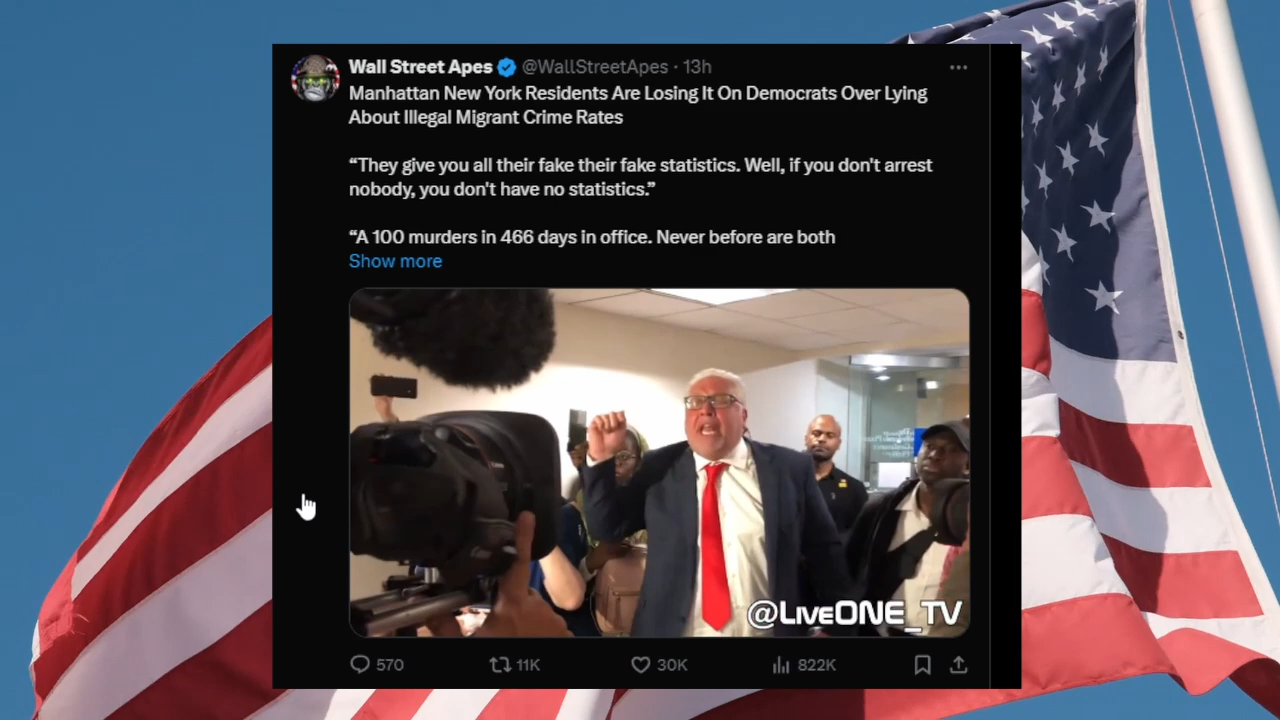 Wall Street Apes @WallStreetApes · 13h
Manhattan New York Residents Are Losing It On Democrats Over Lying
About Illegal Migrant Crime Rates
“They give you all their fake their fake statistics. Well, if you don't arrest
nobody, you don't have no statistics.”
“A 100 murders in 466 days in office. Never before are both
Show more
@LiveONE_TV
570
11K
30K
822K